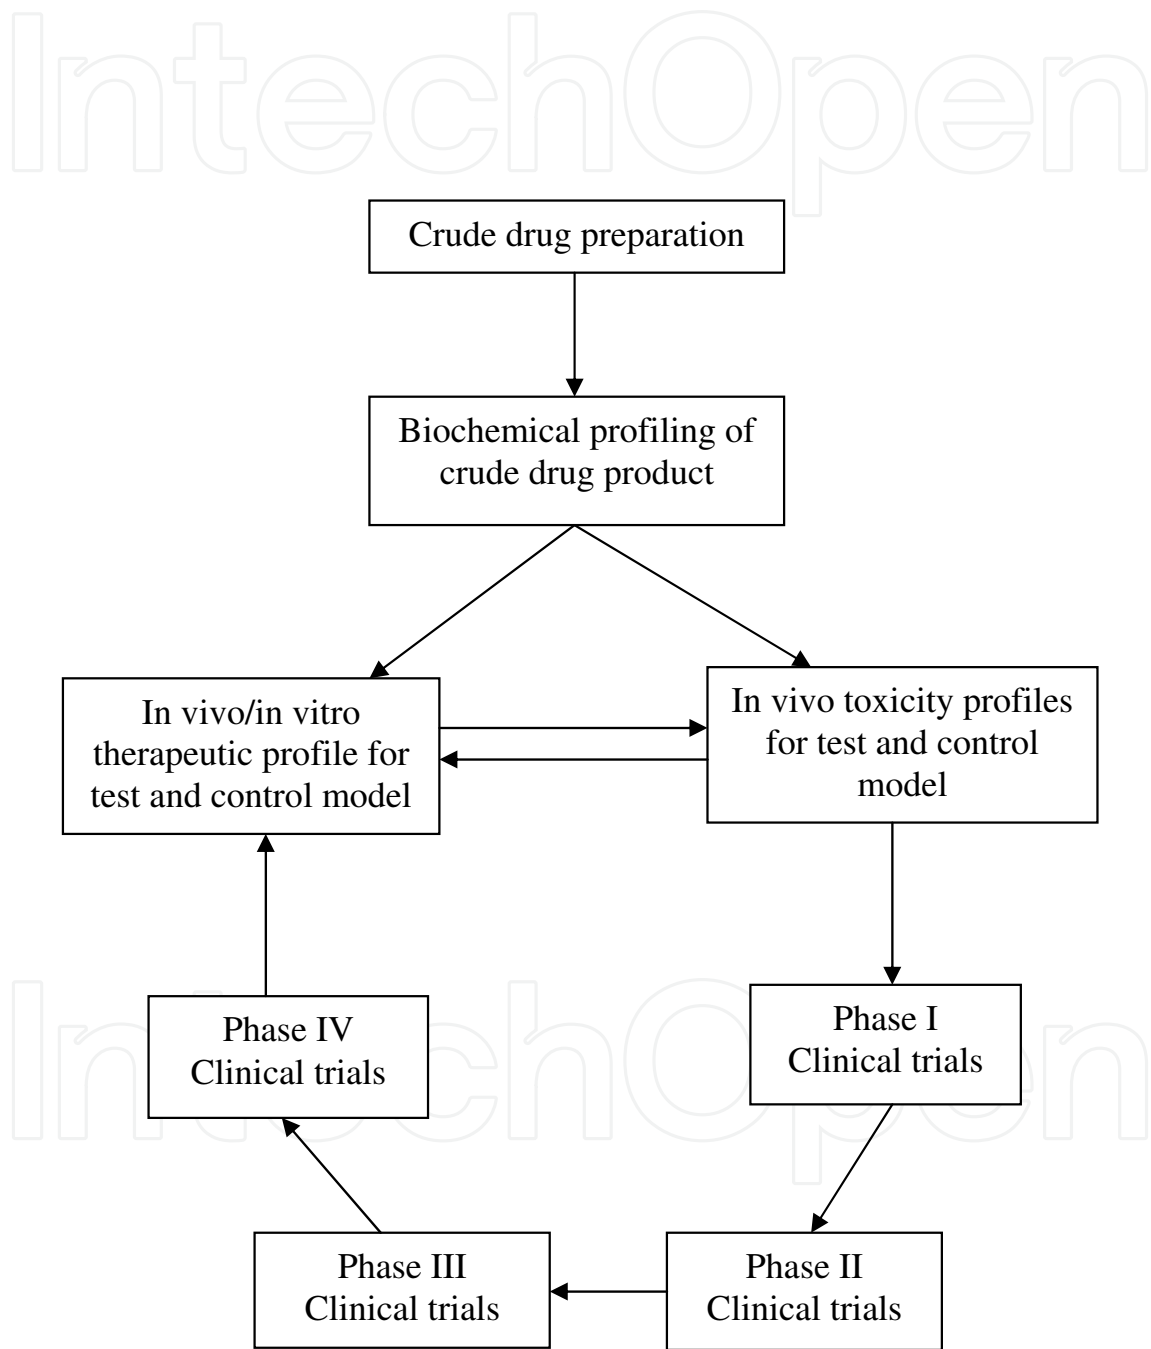 IntechOpen
Crude drug preparation
Biochemical profiling of
crude drug product
In vivo/in vitro
therapeutic profile for
test and control model
In vivo toxicity profiles
for test and control
model
IntechOpen
Phase IV
Clinical trials
Phase I
Clinical trials
Phase III
Clinical trials
Phase II
Clinical trials